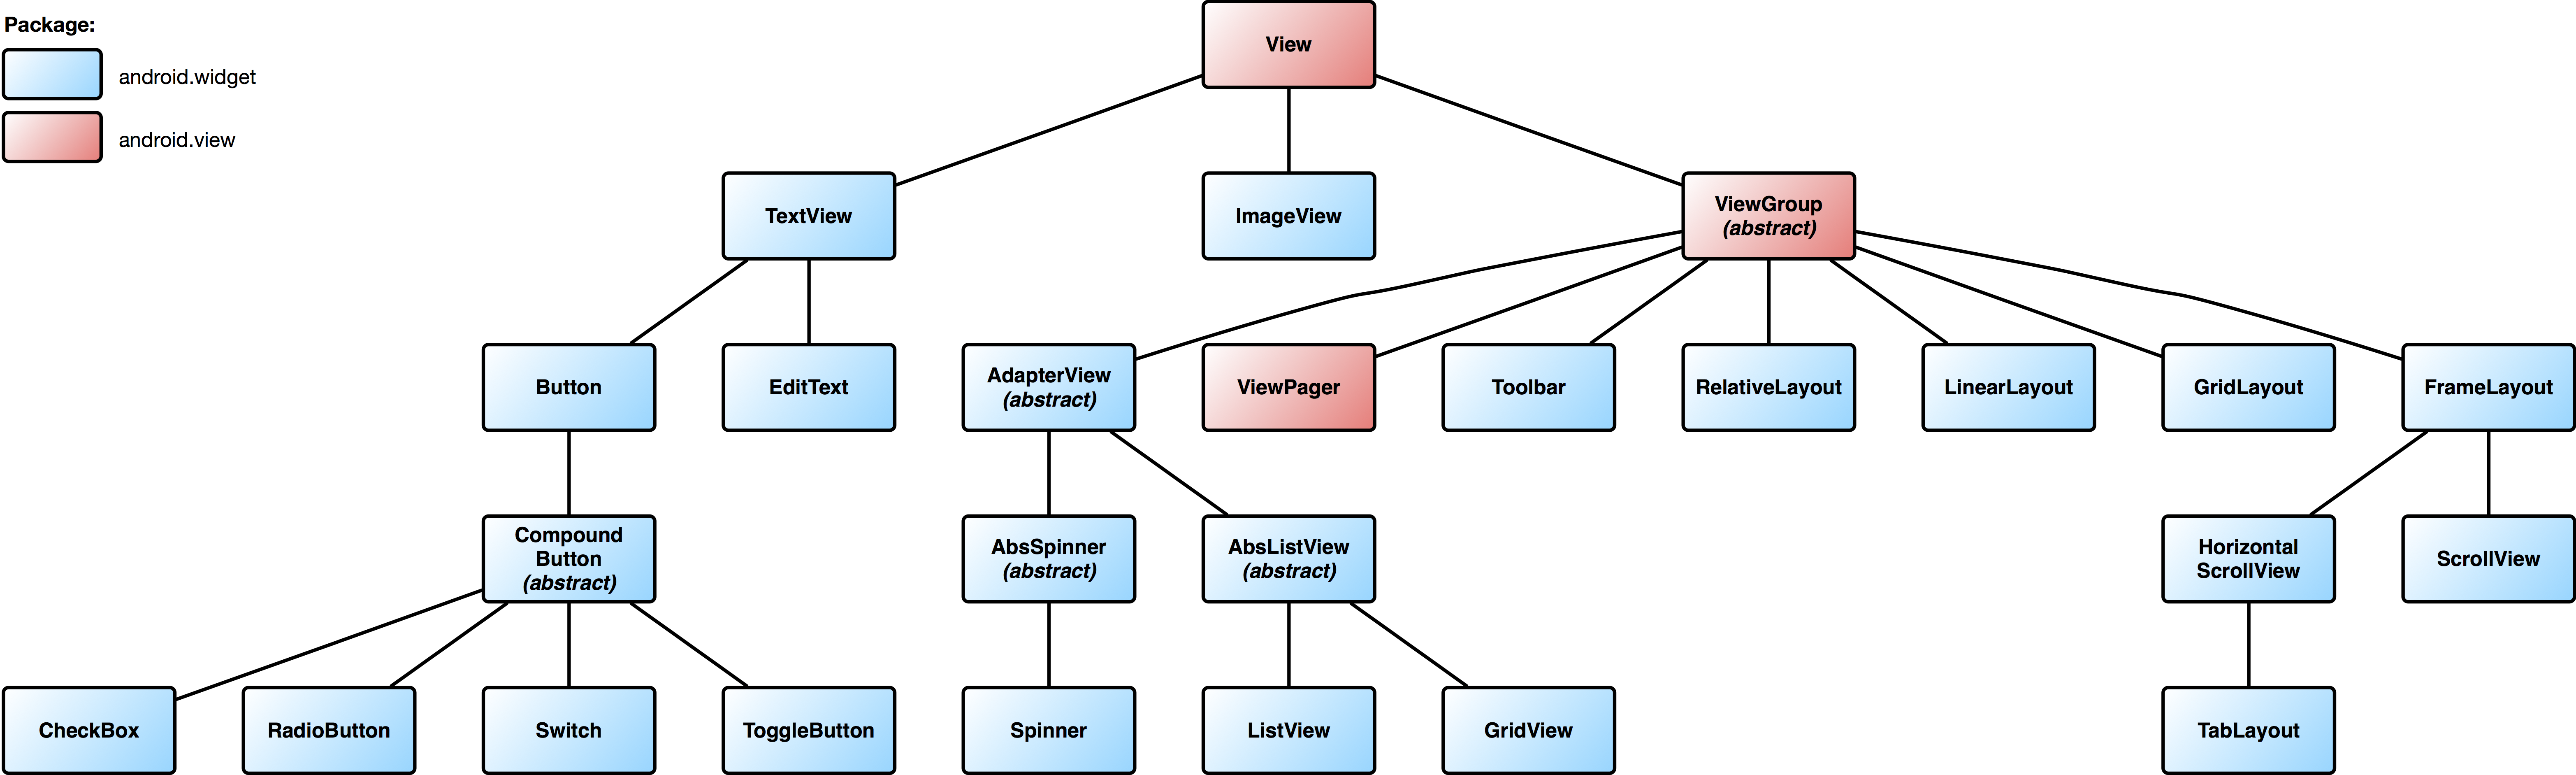 Package:
android.widget
android.view
View
TextView
ImageView
ViewGroup
(abstract)
Button
EditText
AdapterView
(abstract)
ViewPager
Toolbar
RelativeLayout
LinearLayout
GridLayout
FrameLayout
Compound
Button
(abstract)
AbsSpinner
(abstract)
AbsListView
(abstract)
Horizontal
ScrollView
ScrollView
CheckBox
RadioButton
Switch
ToggleButton
Spinner
ListView
GridView
TabLayout